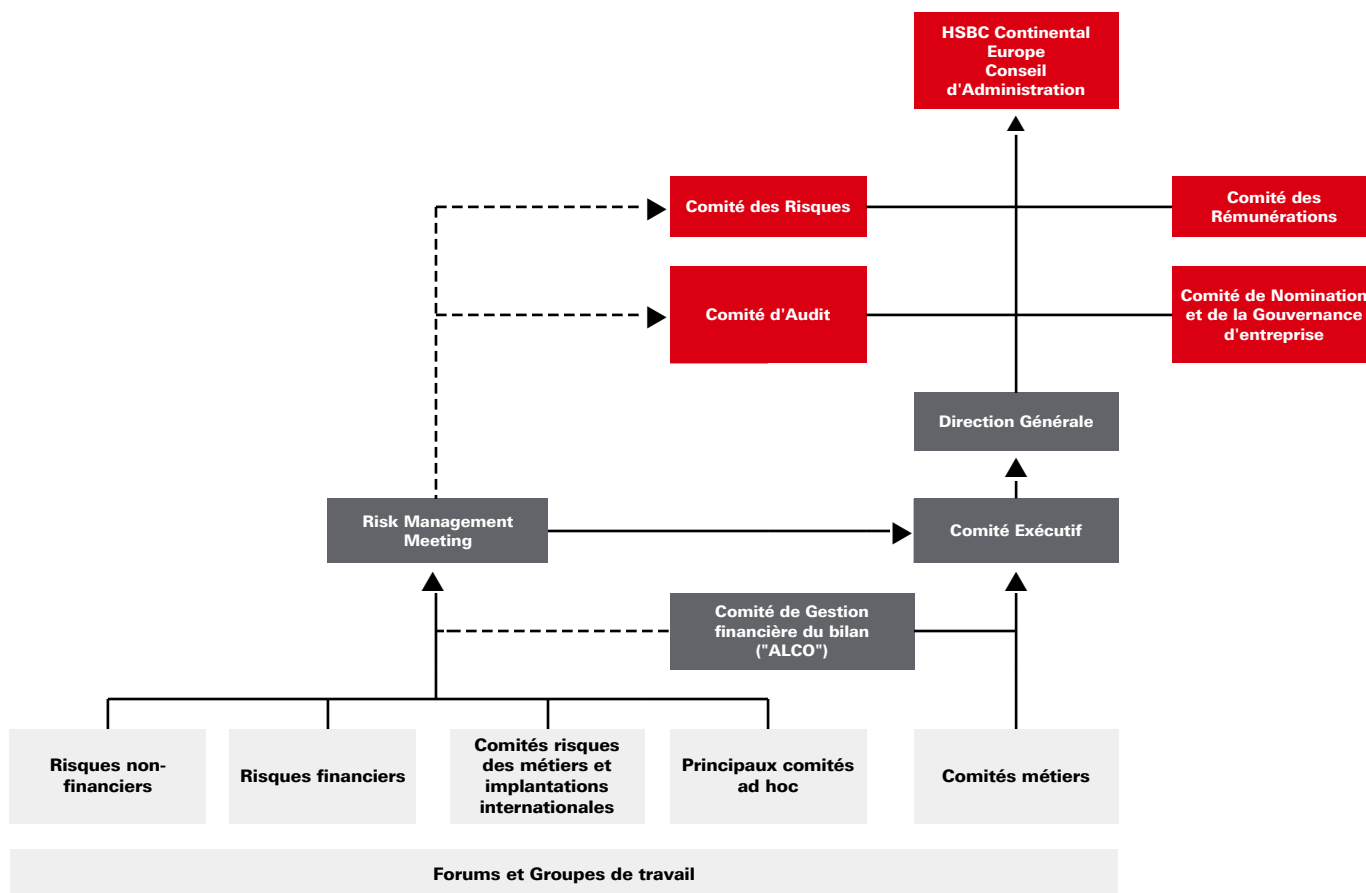 HSBC Continental
Europe
Conseil
d'Administration
Comité des Risques
Comité des
Rémunérations
Comité d'Audit
Comité de Nomination
et de la Gouvernance
d'entreprise
Direction Générale
Risk Management
Meeting
Comité Exécutif
Comité de Gestion
financière du bilan
("ALCO")
Risques non-
financiers
Risques financiers
Comités risques
des métiers et
implantations
internationales
Principaux comités
ad hoc
Comités métiers
Forums et Groupes de travail